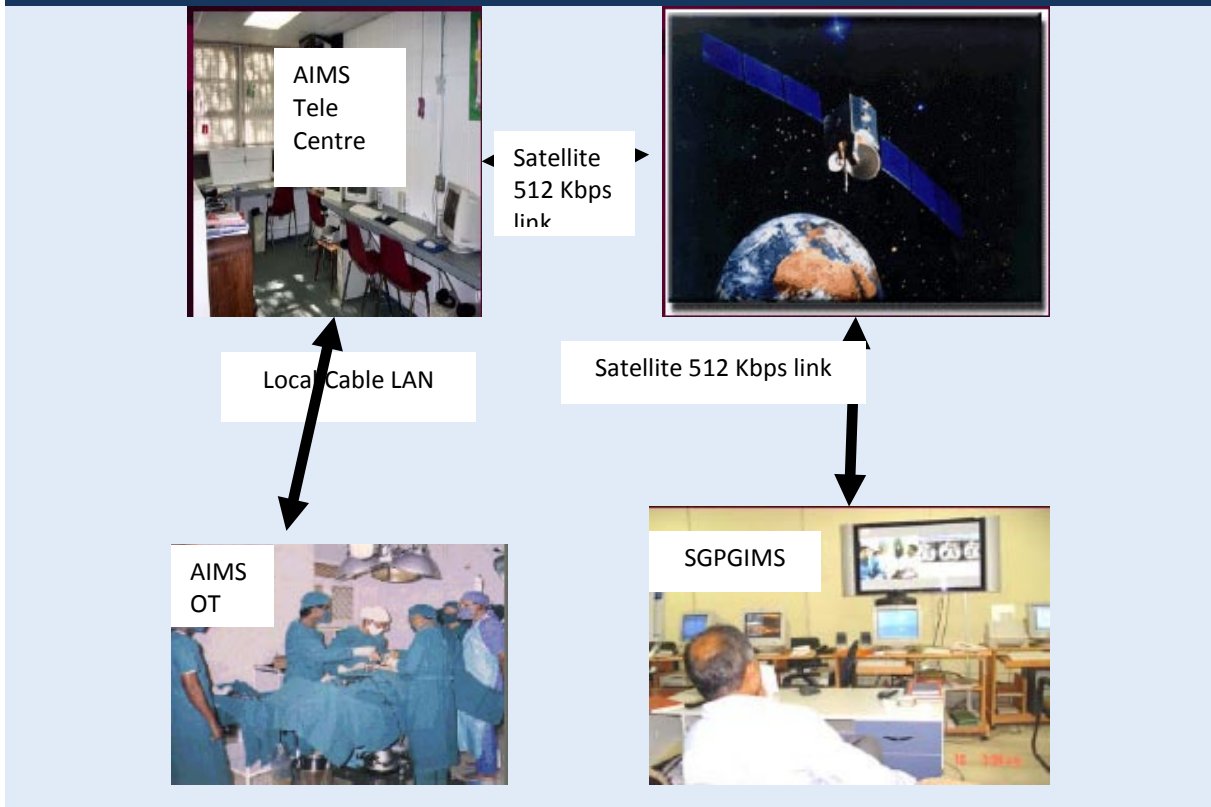 AIMS
Tele
Centre
Satellite
512 Kbps
link
Local Cable LAN
Satellite 512 Kbps link
AIMS
OT
SGPGIMS